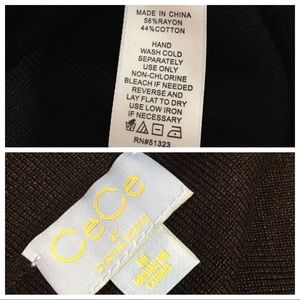 MADE IN CHINA
56%RAYON
44%COTTON
HAND
WASH COLD
SEPARATELY
USE ONLY
NON-CHLORINE
BLEACH IF NEEDED
REVERSE AND
LAY FLAT TO DRY
USE LOW IRON
IF NECESSARY
RN#51323
CeCe
M